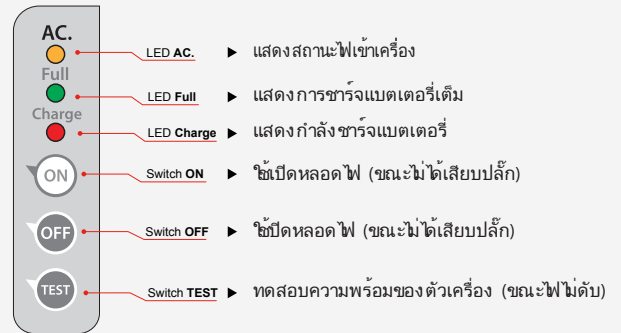 AC.
LED AC. ▶ แสดงสถานะไฟเข้าเครื่อง
Full
LED Full ▶ แสดงการชาร์จแบตเตอรี่เต็ม
Charge
LED Charge ▶ แสดงกำลังชาร์จแบตเตอรี่
ON
Switch ON ▶ ใช้เปิดหลอดไฟ (ขณะไม่ได้เสียบปลั๊ก)
OFF
Switch OFF ▶ ใช้ปิดหลอดไฟ (ขณะไม่ได้เสียบปลั๊ก)
TEST
Switch TEST ▶ ทดสอบความพร้อมของตัวเครื่อง (ขณะไฟไม่ดับ)